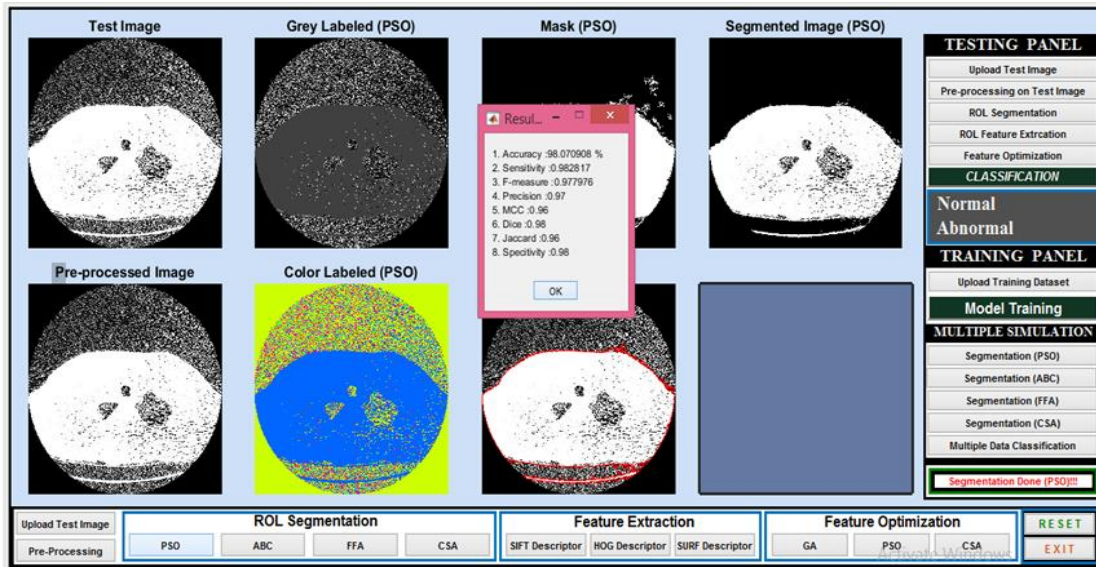 Test Image
Grey Labeled (PSO)
Mask (PSO)
Segmented Image (PSO)
Resul...
1. Accuracy :98.070908 %
2. Sensitivity :0.982817
3. F-measure :0.977976
4. Precision :0.97
5. MCC :0.96
6. Dice :0.98
7. Jaccard :0.96
8. Specitivity :0.98
OK
Pre-processed Image
Color Labeled (PSO)
TESTING PANEL
Upload Test Image
Pre-processing on Test Image
ROL Segmentation
ROL Feature Extrcation
Feature Optimization
CLASSIFICATION
Normal
Abnormal
TRAINING PANEL
Upload Training Dataset
Model Training
MULTIPLE SIMULATION
Segmentation (PSO)
Segmentation (ABC)
Segmentation (FFA)
Segmentation (CSA)
Multiple Data Classification
Segmentation Done (PSO)!!!
Upload Test Image
Pre-Processing
ROL Segmentation
PSO ABC FFA CSA
Feature Extraction
SIFT Descriptor HOG Descriptor SURF Descriptor
Feature Optimization
GA PSO CSA
Activate Windows
RESET
EXIT